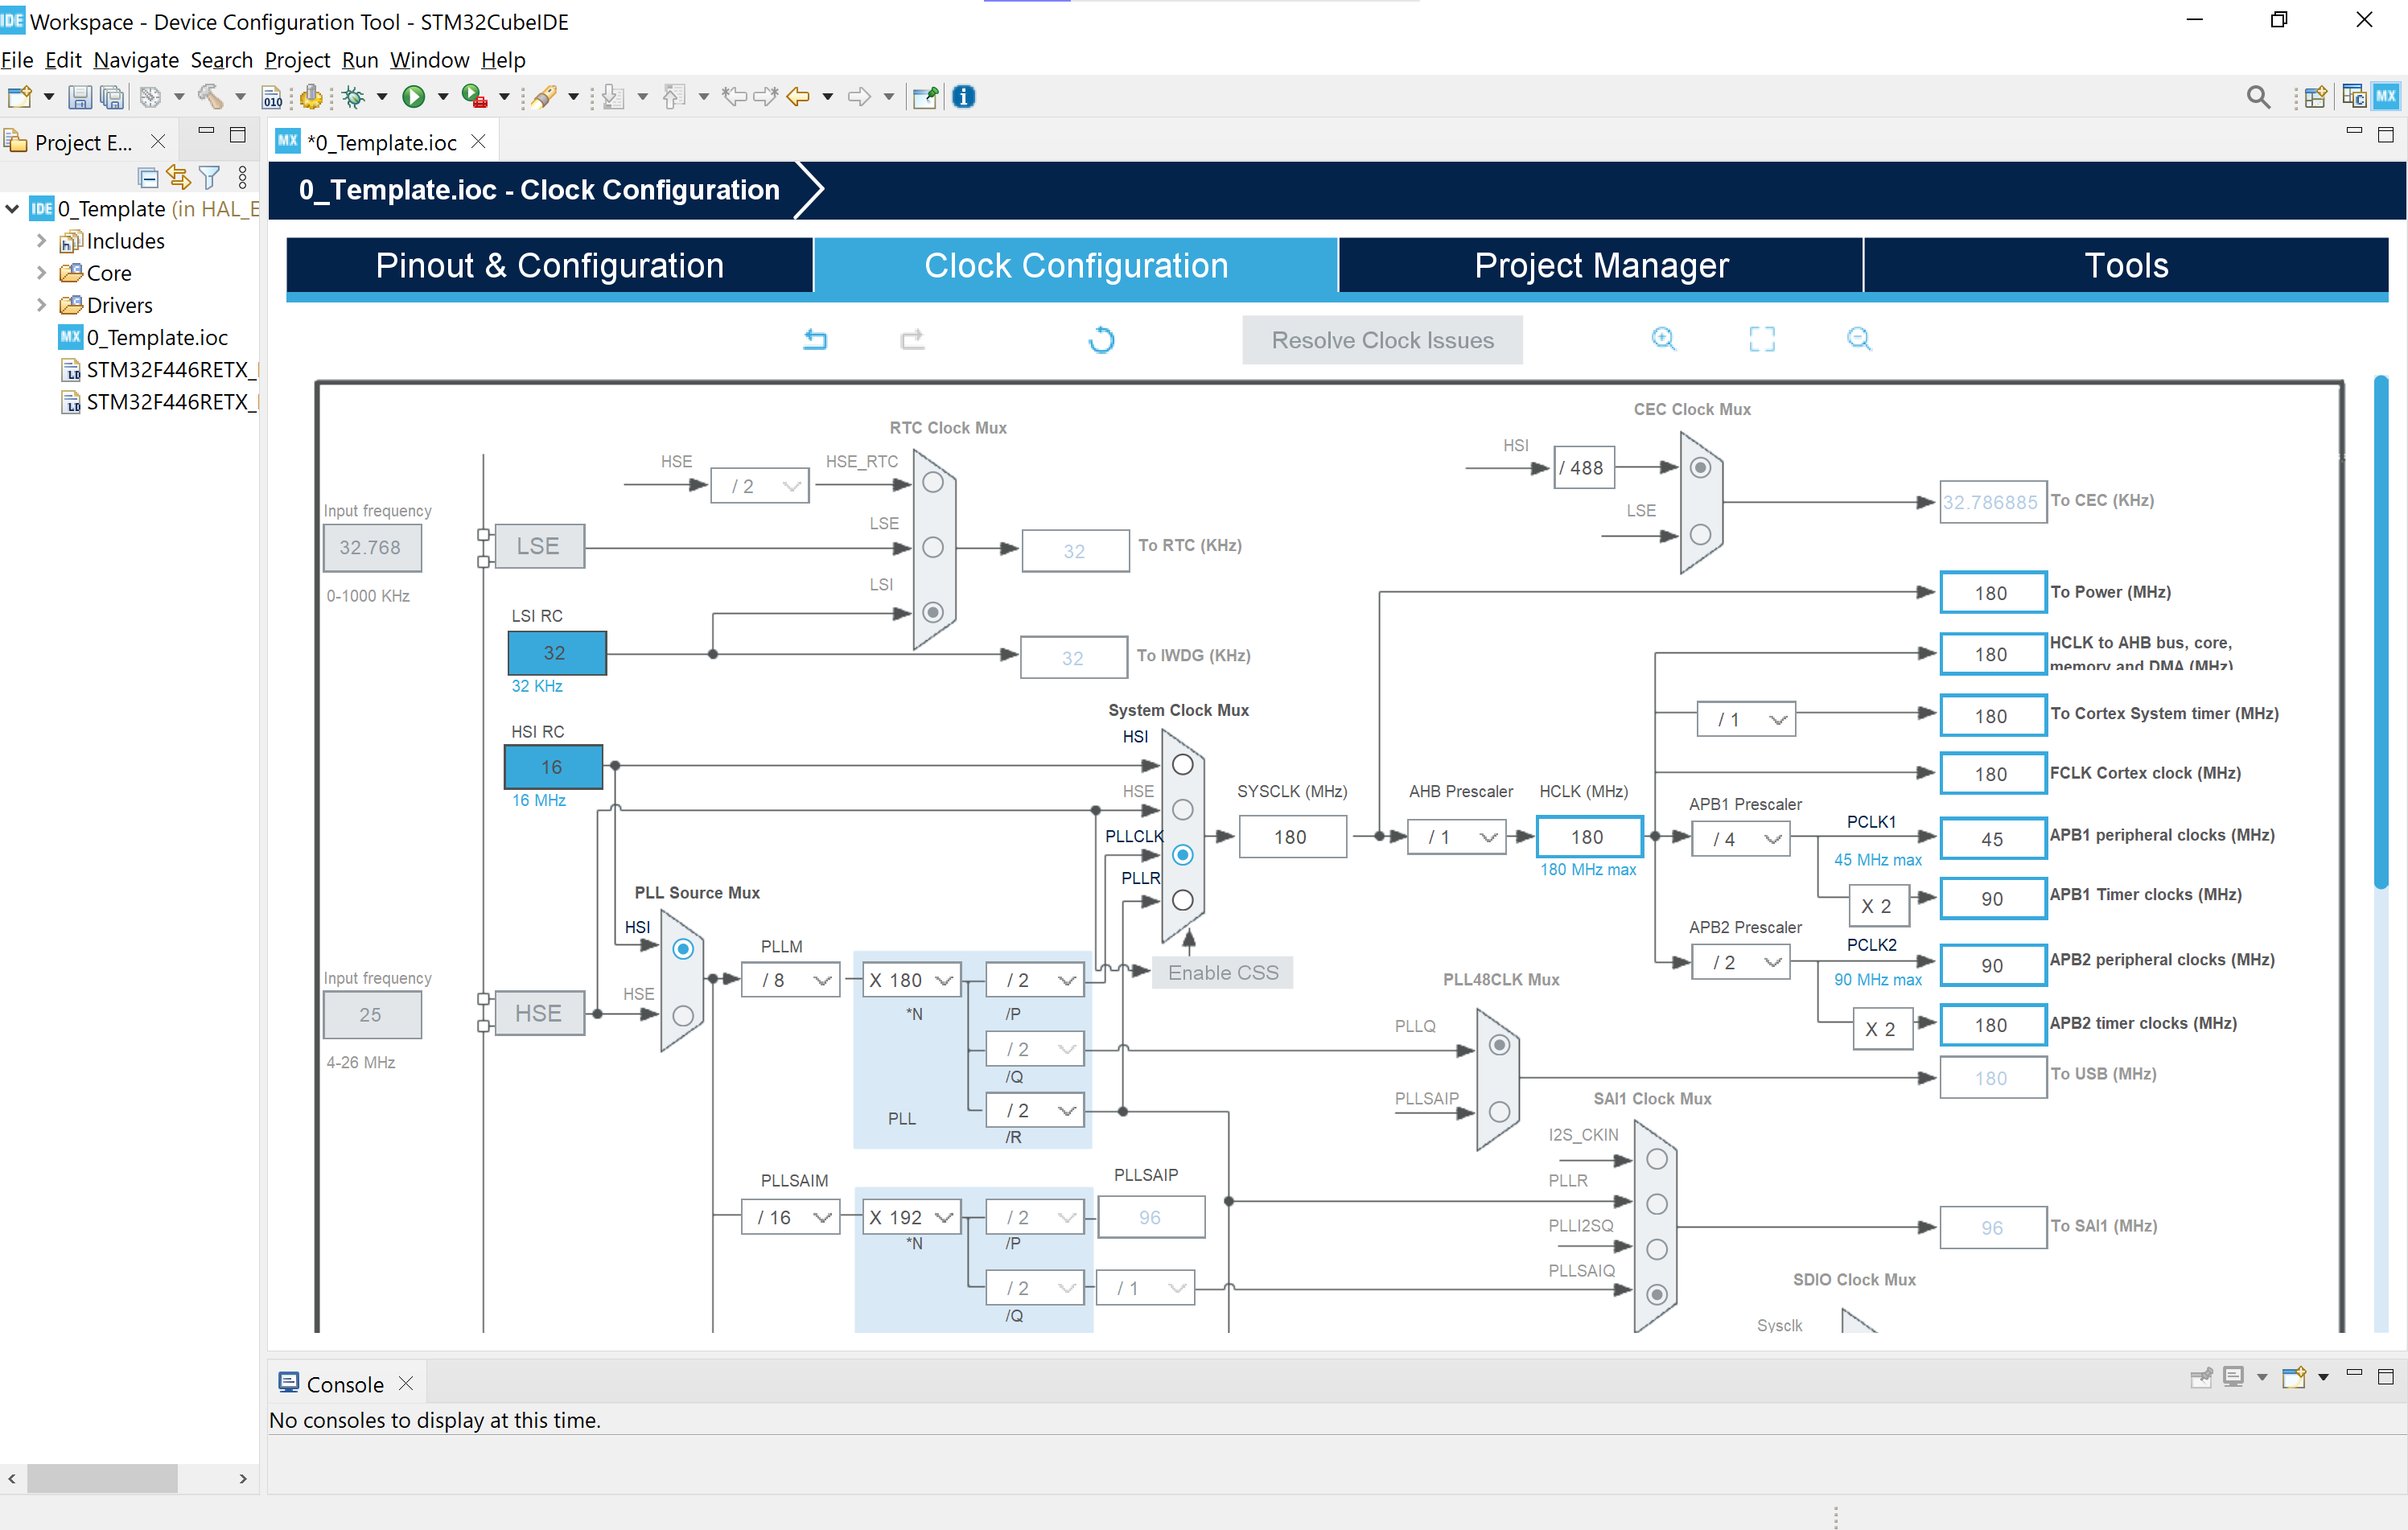 IDE Workspace - Device Configuration Tool - STM32CubeIDE
File Edit Navigate Search Project Run Window Help
010
MX
Project E...
MX *0_Template.ioc
0_Template.ioc - Clock Configuration
IDE 0_Template (in HAL_E
Includes
Core
Drivers
MX 0_Template.ioc
LD STM32F446RETX_
LD STM32F446RETX_
Pinout & Configuration
Clock Configuration
Project Manager
Tools
Resolve Clock Issues
CEC Clock Mux
RTC Clock Mux
HSI
/ 488
HSE
/ 2
HSE_RTC
LSE
32.786885
To CEC (KHz)
Input frequency
32.768
0-1000 KHz
LSE
LSE
32
To RTC (KHz)
LSI
180
To Power (MHz)
LSI RC
32
32 KHz
32
To IWDG (KHz)
180
HCLK to AHB bus, core,
memory and DMA (MHz)
System Clock Mux
/ 1
180
To Cortex System timer (MHz)
HSI RC
16
16 MHz
HSI
180
FCLK Cortex clock (MHz)
HSE
SYSCLK (MHz)
AHB Prescaler
HCLK (MHz)
APB1 Prescaler
PLLCLK
180
/ 1
180
180 MHz max
/ 4
PCLK1
45 MHz max
45
APB1 peripheral clocks (MHz)
PLLR
X 2
90
APB1 Timer clocks (MHz)
PLL Source Mux
HSI
APB2 Prescaler
/ 2
PCLK2
90 MHz max
90
APB2 peripheral clocks (MHz)
PLLM
/ 8
X 180
*N
/ 2
/P
Enable CSS
PLL48CLK Mux
Input frequency
25
4-26 MHz
HSE
HSE
X 2
180
APB2 timer clocks (MHz)
/ 2
/Q
PLLQ
180
To USB (MHz)
PLL
/ 2
/R
PLLSAIP
SAI1 Clock Mux
I2S_CKIN
PLLSAIM
PLLSAIP
PLLR
/ 16
X 192
*N
/ 2
/P
96
PLLI2SQ
96
To SAI1 (MHz)
PLLSAIQ
SDIO Clock Mux
/ 2
/Q
/ 1
Sysclk
Console
No consoles to display at this time.